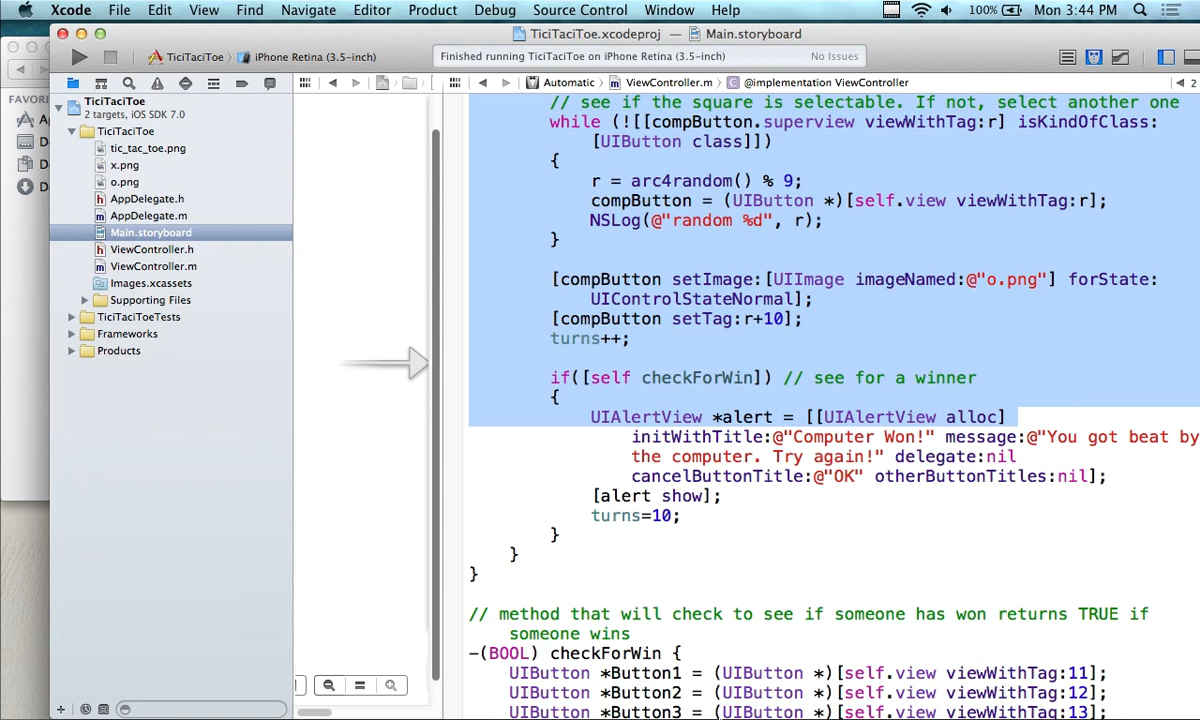 Xcode File Edit View Find Navigate Editor Product Debug Source Control Window Help 100% Mon 3:44 PM
TiciTaciToe.xcodeproj — Main.storyboard
TiciTaciToe iPhone Retina (3.5-inch) Finished running TiciTaciToe on iPhone Retina (3.5-inch) No Issues
Automatic ViewController.m @implementation ViewController 2
FAVORI
TiciTaciToe
2 targets, iOS SDK 7.0
TiciTaciToe
tic_tac_toe.png
x.png
o.png
AppDelegate.h
AppDelegate.m
Main.storyboard
ViewController.h
ViewController.m
Images.xcassets
Supporting Files
TiciTaciToeTests
Frameworks
Products
// see if the square is selectable. If not, select another one
while (![[compButton.superview viewWithTag:r] isKindOfClass:
[UIButton class]])
{
r = arc4random() % 9;
compButton = (UIButton *)[self.view viewWithTag:r];
NSLog(@"random %d", r);
}
[compButton setImage:[UIImage imageNamed:@"o.png"] forState:
UIControlStateNormal];
[compButton setTag:r+10];
turns++;
if([self checkForWin]) // see for a winner
{
UIAlertView *alert = [[UIAlertView alloc]
initWithTitle:@"Computer Won!" message:@"You got beat by
the computer. Try again!" delegate:nil
cancelButtonTitle:@"OK" otherButtonTitles:nil];
[alert show];
turns=10;
}
}
}
// method that will check to see if someone has won returns TRUE if
someone wins
-(BOOL) checkForWin {
UIButton *Button1 = (UIButton *)[self.view viewWithTag:11];
UIButton *Button2 = (UIButton *)[self.view viewWithTag:12];
UIButton *Button3 = (UIButton *)[self.view viewWithTag:13];